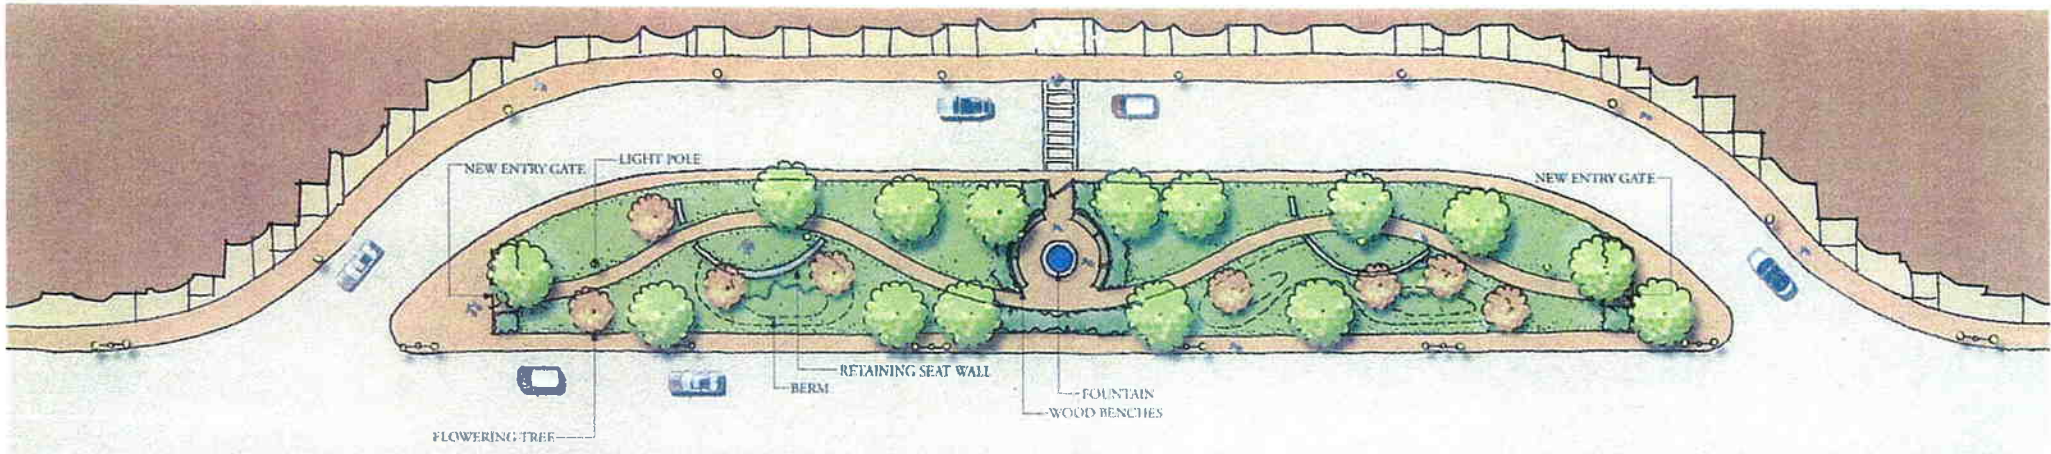 LIGHT POLE
NEW ENTRY GATE
NEW ENTRY GATE
RETAINING SEAT WALL
BERM
FOUNTAIN
WOOD BENCHES
FLOWERING TREE